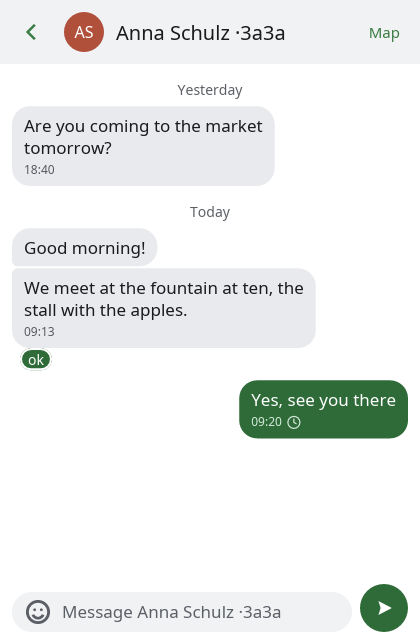 AS
Anna Schulz ·3a3a
Map
Yesterday
Are you coming to the market
tomorrow?
18:40
Today
Good morning!
We meet at the fountain at ten, the
stall with the apples.
09:13
ok
Yes, see you there
09:20
Message Anna Schulz ·3a3a